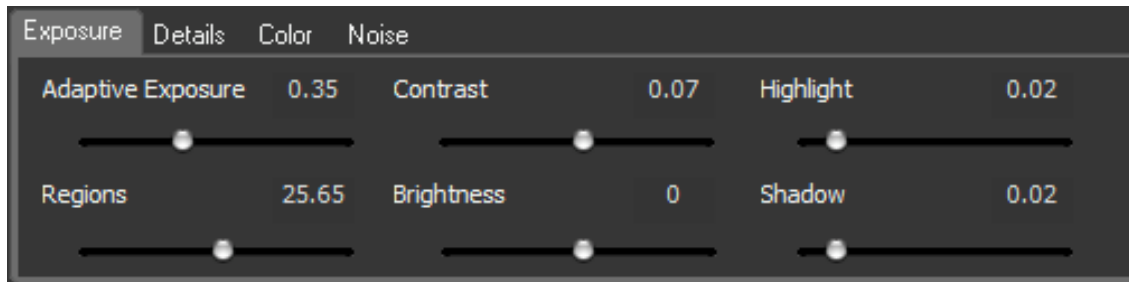 Exposure Details Color Noise
Adaptive Exposure 0.35 Contrast 0.07 Highlight 0.02
Regions 25.65 Brightness 0 Shadow 0.02